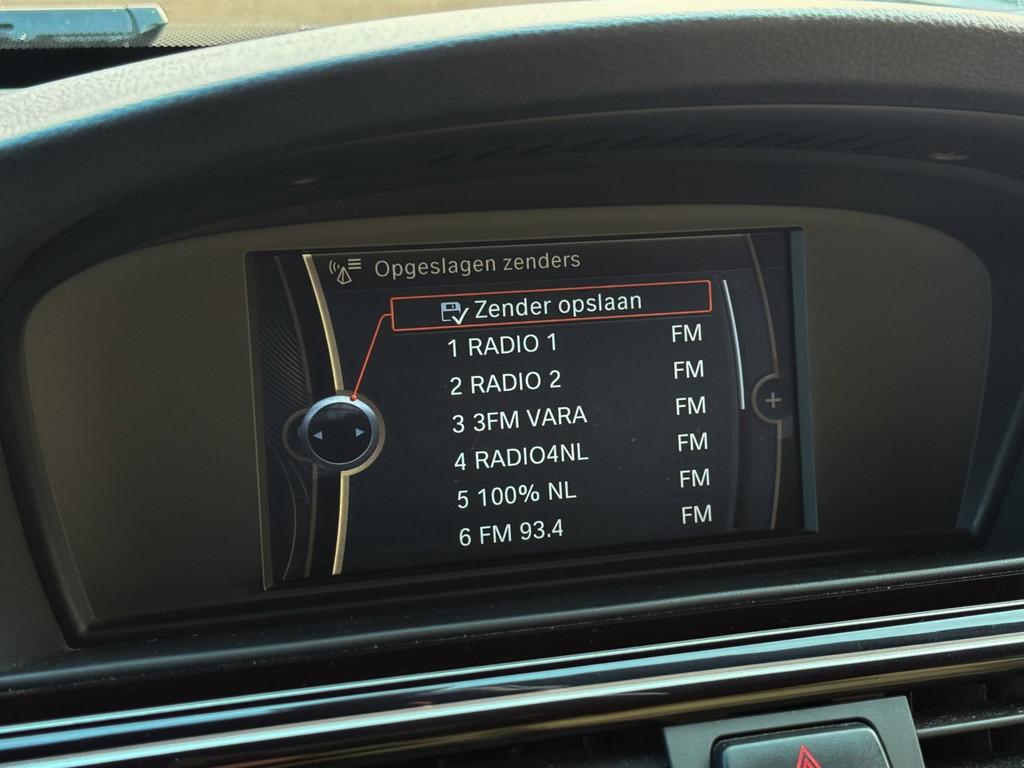 Opgeslagen zenders
Zender opslaan
1 RADIO 1 FM
2 RADIO 2 FM
3 3FM VARA FM
4 RADIO4NL FM
5 100% NL FM
6 FM 93.4 FM